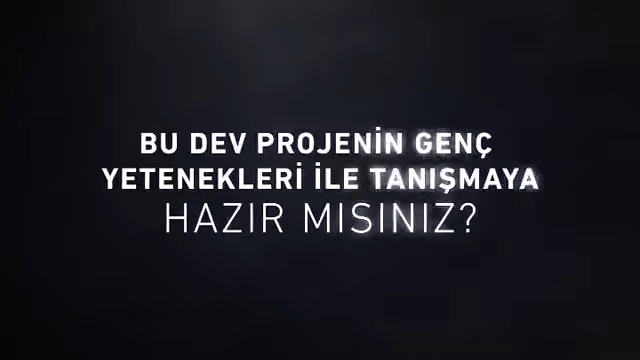 BU DEV PROJENİN GENÇ
YETENEKLERİ İLE TANIŞMAYA
HAZIR MISINIZ?